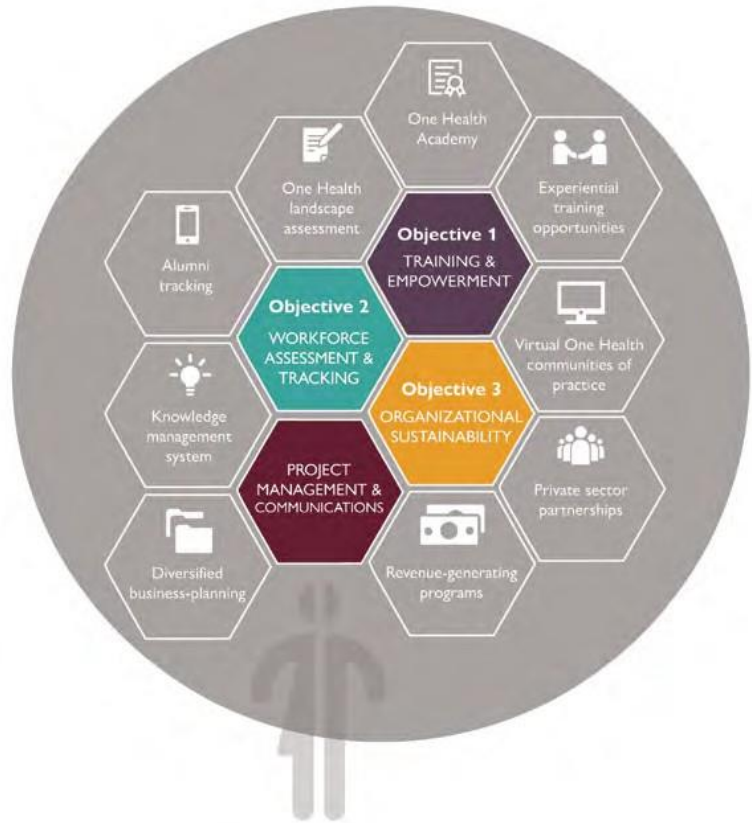 One Health
Academy
One Health
landscape
assessment
Experiential
training
opportunities
Objective 1
TRAINING &
EMPOWERMENT
Alumni
tracking
Objective 2
WORKFORCE
ASSESSMENT &
TRACKING
Virtual One Health
communities of
practice
Objective 3
ORGANIZATIONAL
SUSTAINABILITY
Knowledge
management
system
PROJECT
MANAGEMENT &
COMMUNICATIONS
Private sector
partnerships
Diversified
business-planning
Revenue-generating
programs